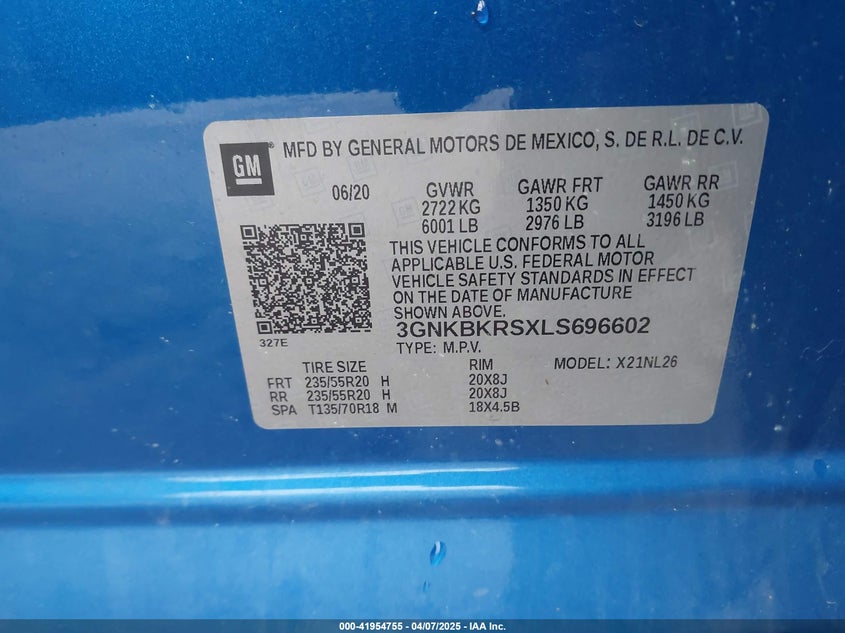 GM
MFD BY GENERAL MOTORS DE MEXICO, S. DE R.L. DE C.V.
06/20 GVWR GAWR FRT GAWR RR
2722 KG 1350 KG 1450 KG
6001 LB 2976 LB 3196 LB
THIS VEHICLE CONFORMS TO ALL
APPLICABLE U.S. FEDERAL MOTOR
VEHICLE SAFETY STANDARDS IN EFFECT
ON THE DATE OF MANUFACTURE
SHOWN ABOVE.
3GNKBKRSXLS696602
327E
TYPE: M.P.V. MODEL: X21NL26
TIRE SIZE RIM
FRT 235/55R20 H 20X8J
RR 235/55R20 H 20X8J
SPA T135/70R18 M 18X4.5B
000-41954755 - 04/07/2025 - IAA Inc.